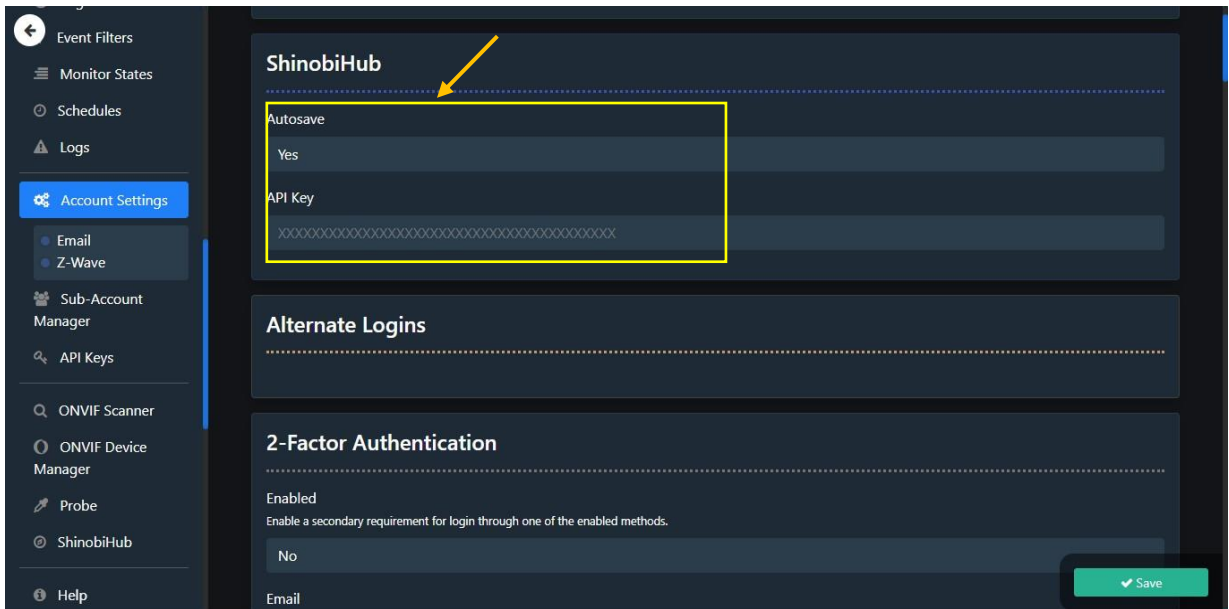 Event Filters
Monitor States
Schedules
Logs
Account Settings
Email
Z-Wave
Sub-Account
Manager
API Keys
ONVIF Scanner
ONVIF Device
Manager
Probe
ShinobiHub
Help
ShinobiHub
Autosave
Yes
API Key
XXXXXXXXXXXXXXXXXXXXXXXXXXXXXXXXXXXXXXXX
Alternate Logins
2-Factor Authentication
Enabled
Enable a secondary requirement for login through one of the enabled methods.
No
Email
Save